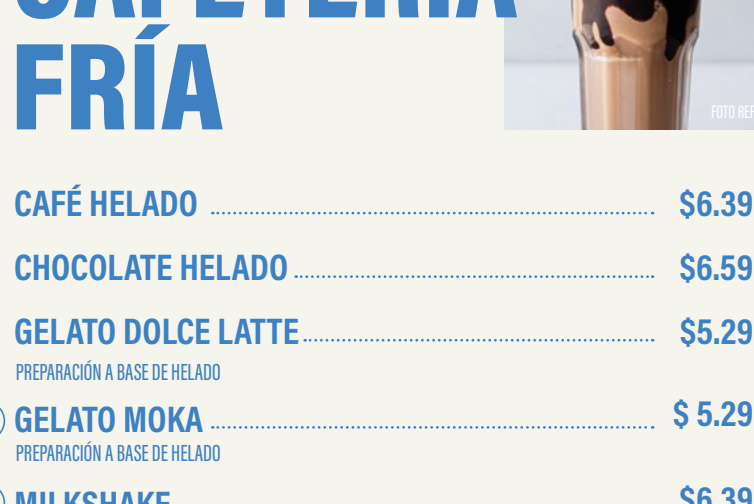 CAFETERÍA
FRÍA
FOTO REF
CAFÉ HELADO $6.39
CHOCOLATE HELADO $6.59
GELATO DOLCE LATTE $5.29
PREPARACIÓN A BASE DE HELADO
GELATO MOKA $ 5.29
PREPARACIÓN A BASE DE HELADO
MILKSHAKE $6.39